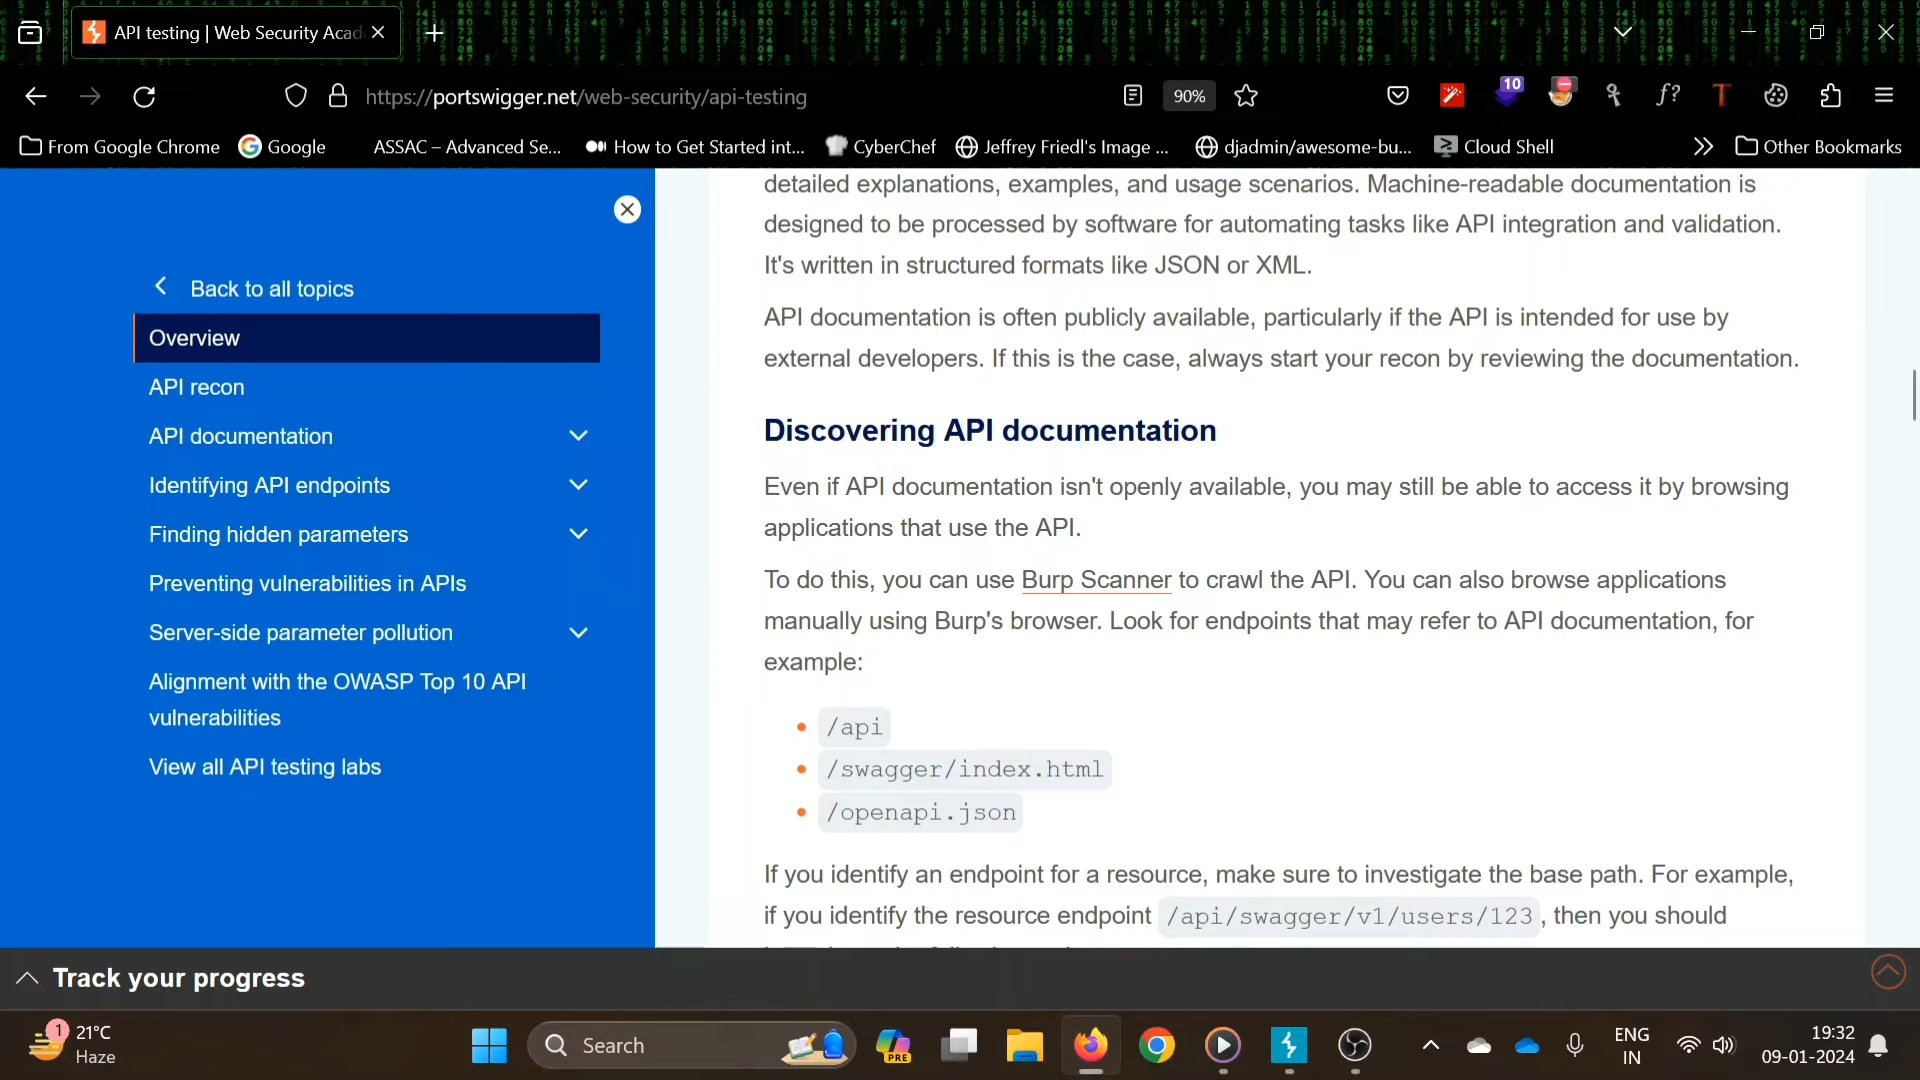 API testing | Web Security Acad
https://portswigger.net/web-security/api-testing
90%
10
From Google Chrome
Google
ASSAC – Advanced Se...
How to Get Started int...
CyberChef
Jeffrey Friedl's Image ...
djadmin/awesome-bu...
Cloud Shell
Other Bookmarks
Back to all topics
Overview
API recon
API documentation
Identifying API endpoints
Finding hidden parameters
Preventing vulnerabilities in APIs
Server-side parameter pollution
Alignment with the OWASP Top 10 API
vulnerabilities
View all API testing labs
detailed explanations, examples, and usage scenarios. Machine-readable documentation is
designed to be processed by software for automating tasks like API integration and validation.
It's written in structured formats like JSON or XML.
API documentation is often publicly available, particularly if the API is intended for use by
external developers. If this is the case, always start your recon by reviewing the documentation.
Discovering API documentation
Even if API documentation isn't openly available, you may still be able to access it by browsing
applications that use the API.
To do this, you can use Burp Scanner to crawl the API. You can also browse applications
manually using Burp's browser. Look for endpoints that may refer to API documentation, for
example:
/api
/swagger/index.html
/openapi.json
If you identify an endpoint for a resource, make sure to investigate the base path. For example,
if you identify the resource endpoint /api/swagger/v1/users/123, then you should
Track your progress
1
21°C
Haze
Search
PRE
ENG
IN
19:32
09-01-2024